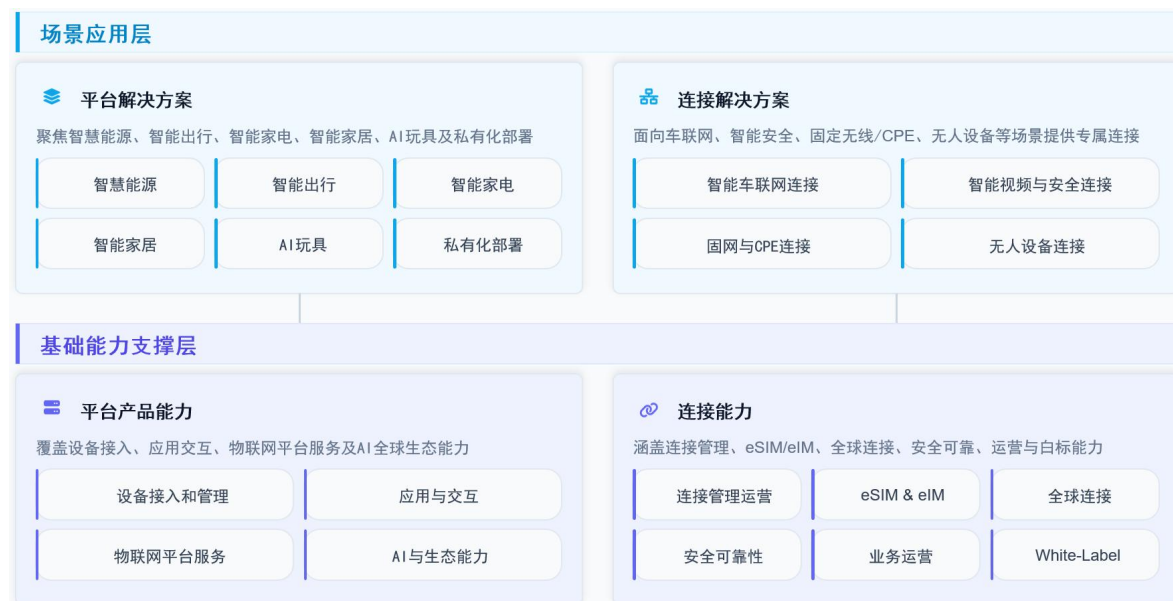 场景应用层
平台解决方案
聚焦智慧能源、智能出行、智能家电、智能家居、AI玩具及私有化部署
智慧能源
智能出行
智能家电
智能家居
AI玩具
私有化部署
连接解决方案
面向车联网、智能安全、固定无线/CPE、无人设备等场景提供专属连接
智能车联网连接
智能视频与安全连接
固网与CPE连接
无人设备连接
基础能力支撑层
平台产品能力
覆盖设备接入、应用交互、物联网平台服务及AI全球生态能力
设备接入和管理
应用与交互
物联网平台服务
AI与生态能力
连接能力
涵盖连接管理、eSIM/eIM、全球连接、安全可靠、运营与白标能力
连接管理运营
eSIM & eIM
全球连接
安全可靠性
业务运营
White-Label